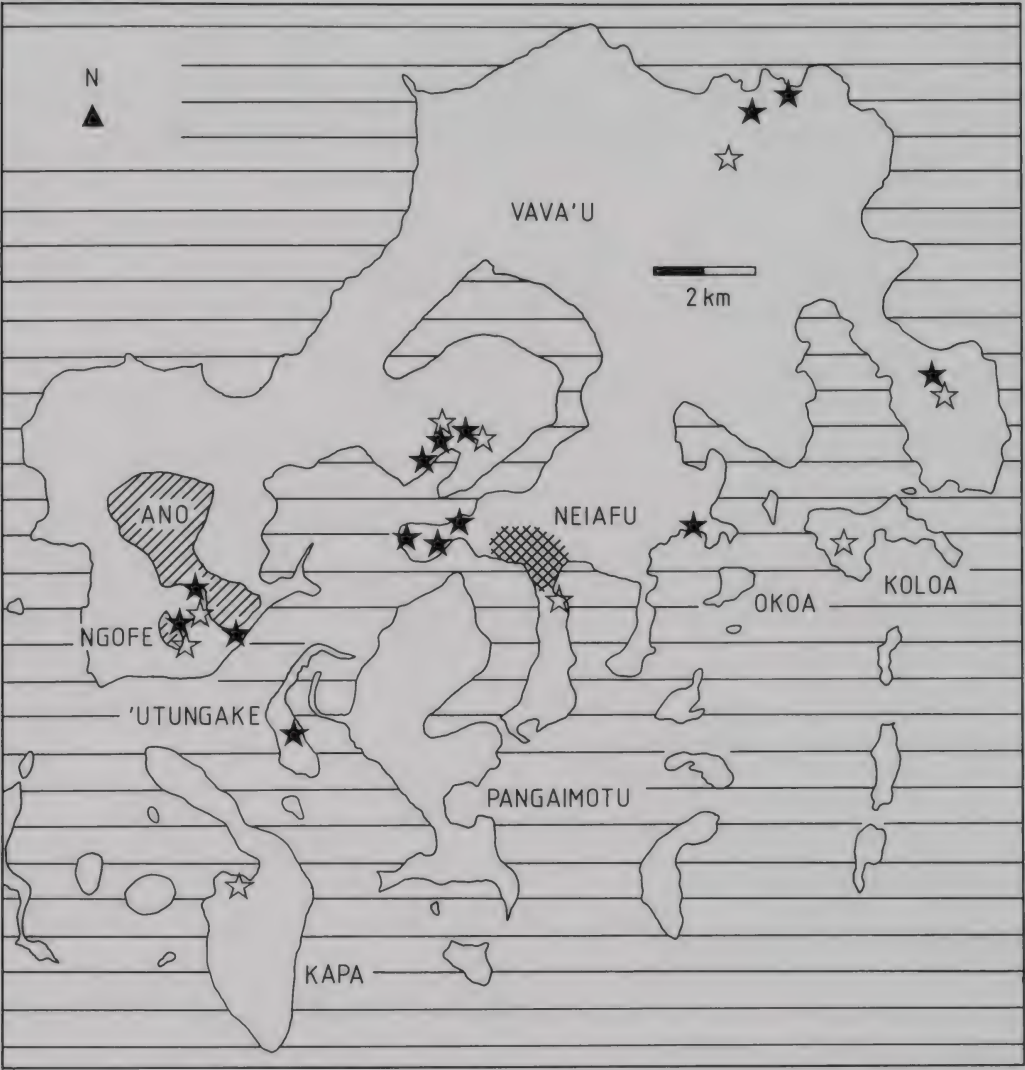 N
VAVA'U
2 km
ANO
NEIAFU
KOLOA
OKOA
NGOFE
'UTUNGAKE
PANGAIMOTU
KAPA